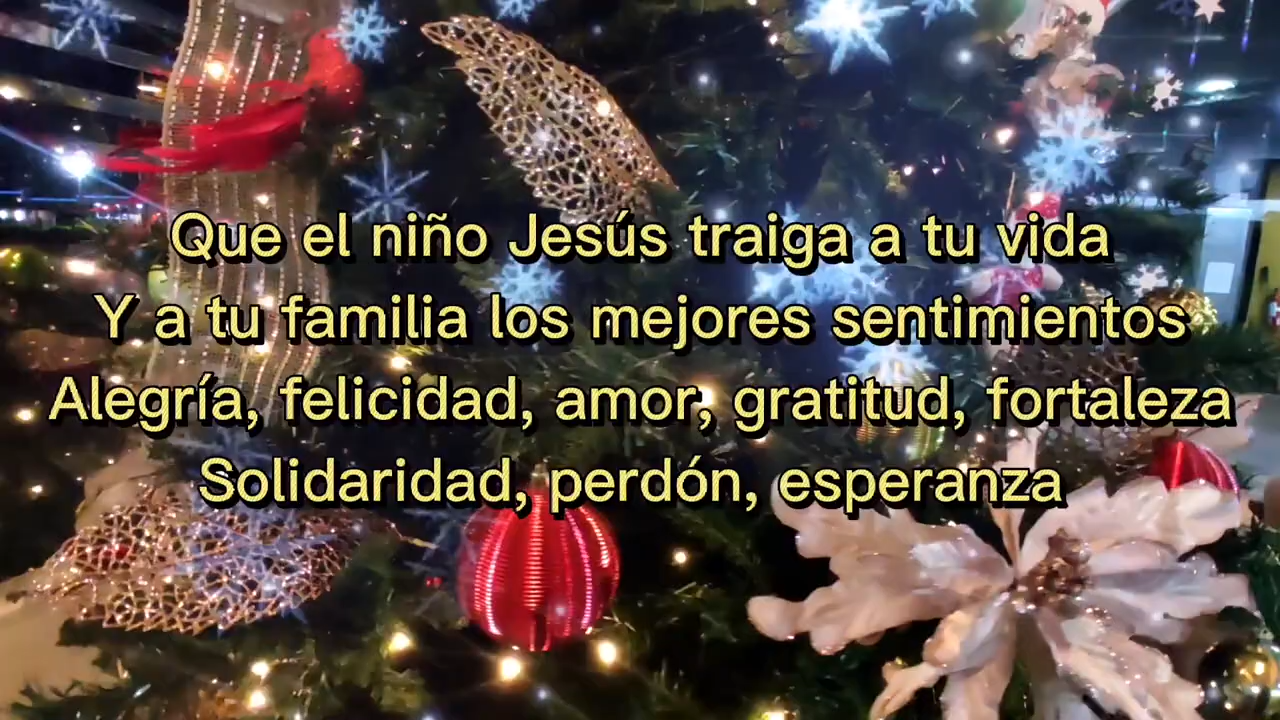 Que el niño Jesús traiga a tu vida
Y a tu familia los mejores sentimientos
Alegría, felicidad, amor, gratitud, fortaleza
Solidaridad, perdón, esperanza